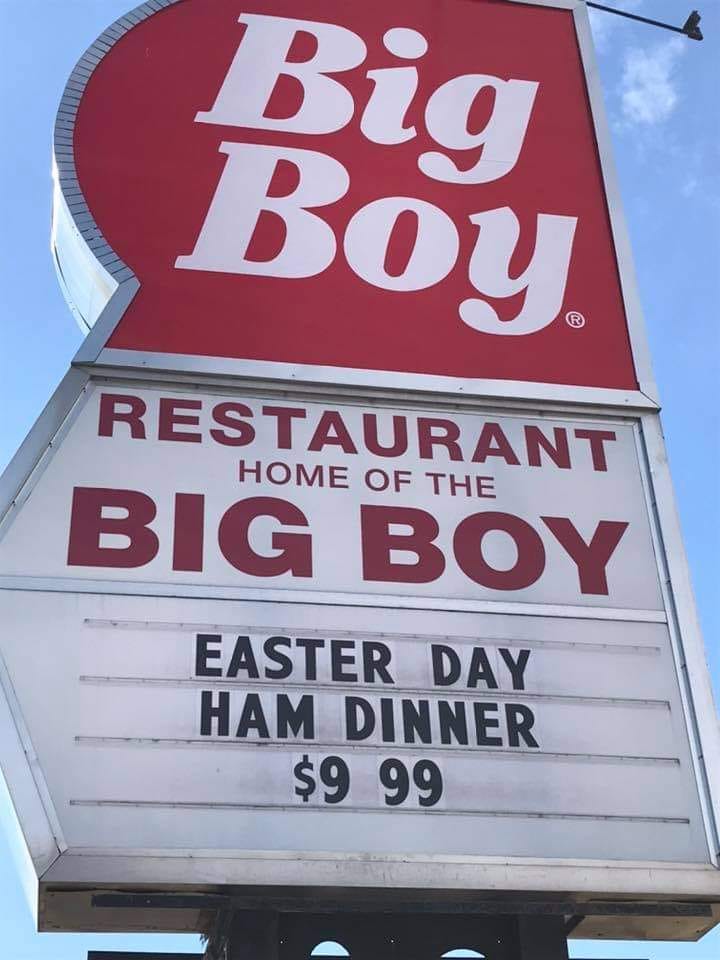 Big
Boy®
RESTAURANT
HOME OF THE
BIG BOY
EASTER DAY
HAM DINNER
$9 99